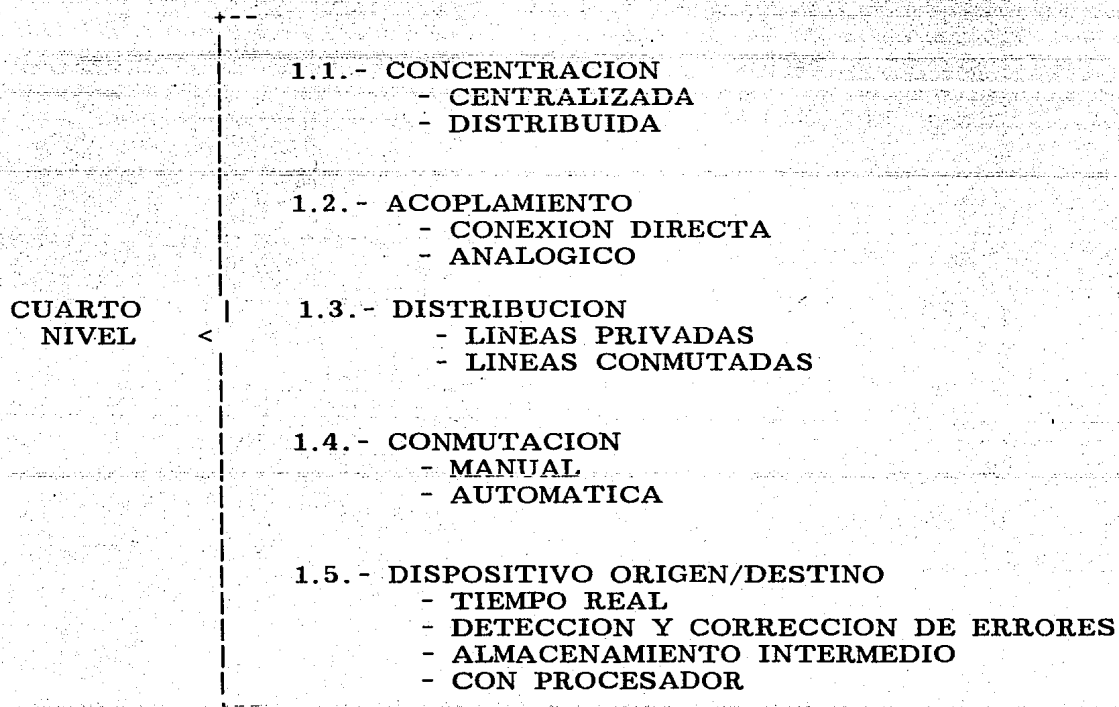 1.1.- CONCENTRACION
- CENTRALIZADA
- DISTRIBUIDA
1.2.- ACOPLAMIENTO
- CONEXION DIRECTA
- ANALOGICO
CUARTO
NIVEL <
1.3.- DISTRIBUCION
- LINEAS PRIVADAS
- LINEAS CONMUTADAS
1.4.- CONMUTACION
- MANUAL
- AUTOMATICA
1.5.- DISPOSITIVO ORIGEN/DESTINO
- TIEMPO REAL
- DETECCION Y CORRECCION DE ERRORES
- ALMACENAMIENTO INTERMEDIO
- CON PROCESADOR